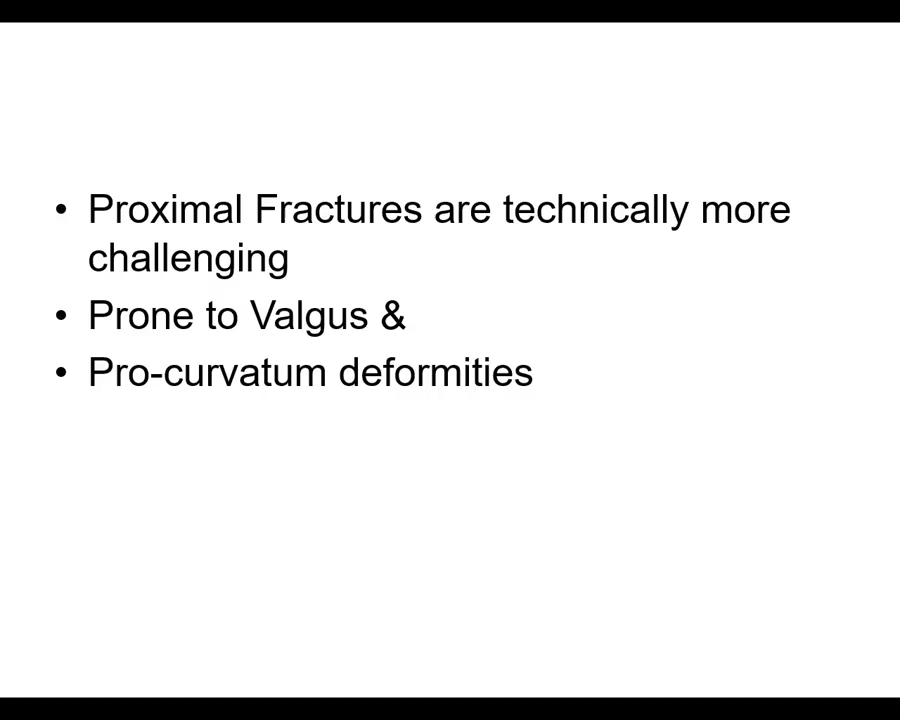 • Proximal Fractures are technically more
challenging
• Prone to Valgus &
• Pro-curvatum deformities